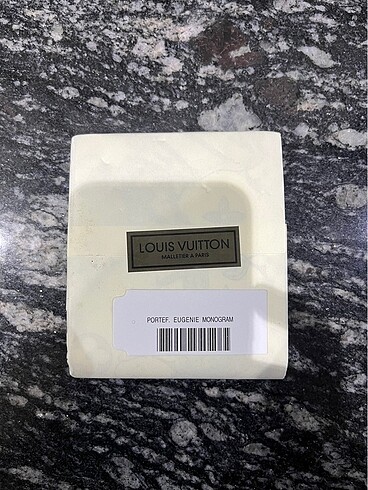 LOUIS VUITTON
MALLETIER A PARIS
PORTEF. EUGENIE MONOGRAM